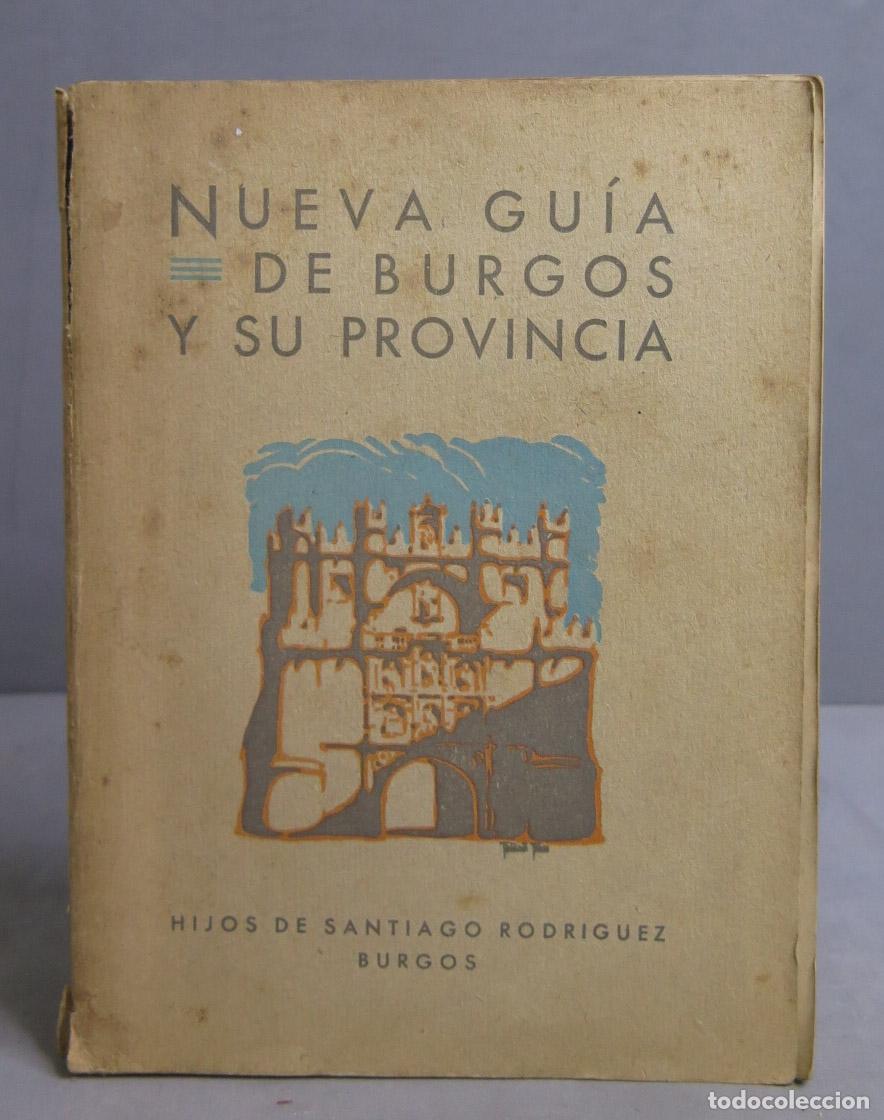 NUEVA GUÍA
DE BURGOS
Y SU PROVINCIA
HIJOS DE SANTIAGO RODRIGUEZ
BURGOS
todocoleccion